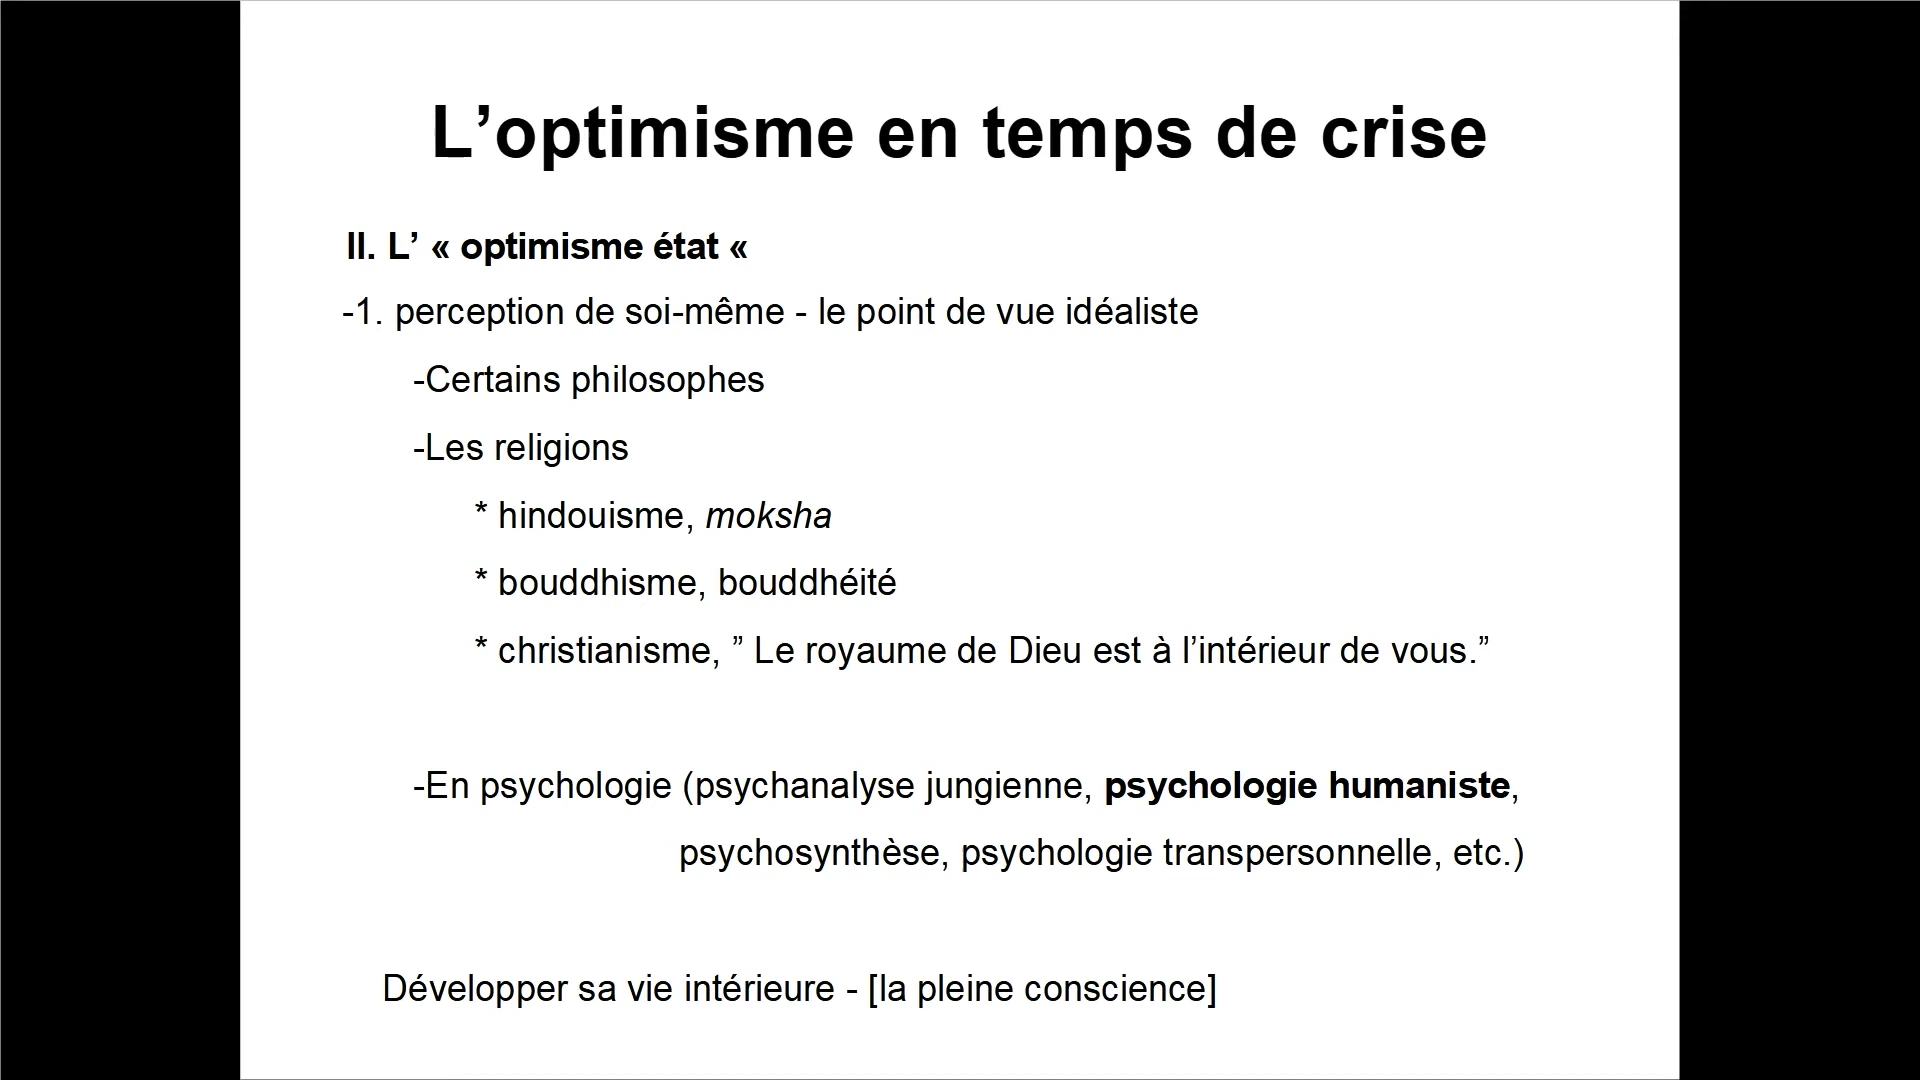 L’optimisme en temps de crise
II. L’ « optimisme état «
-1. perception de soi-même - le point de vue idéaliste
-Certains philosophes
-Les religions
* hindouisme, moksha
* bouddhisme, bouddhéité
* christianisme, ” Le royaume de Dieu est à l’intérieur de vous.”
-En psychologie (psychanalyse jungienne, psychologie humaniste,
psychosynthèse, psychologie transpersonnelle, etc.)
Développer sa vie intérieure - [la pleine conscience]